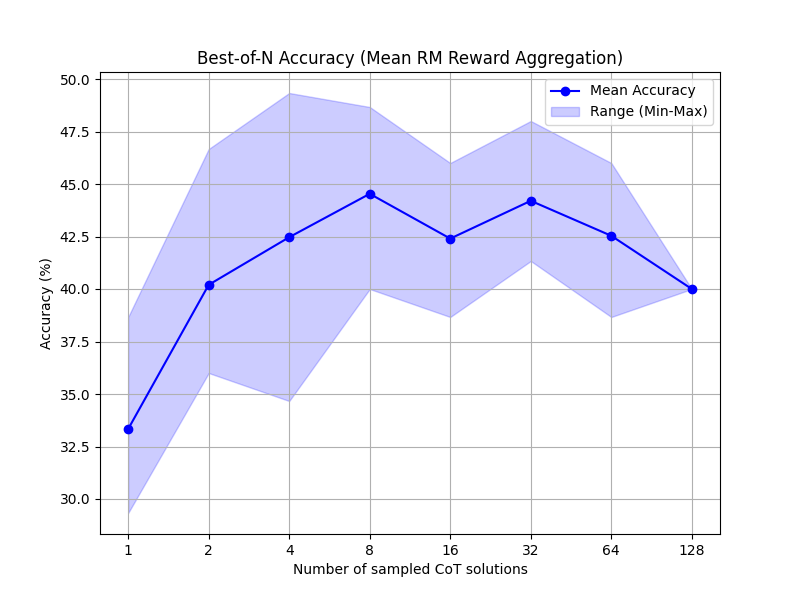 Best-of-N Accuracy (Mean RM Reward Aggregation)
Mean Accuracy
Range (Min-Max)
50.0
47.5
45.0
42.5
40.0
37.5
35.0
32.5
30.0
Accuracy (%)
1 2 4 8 16 32 64 128
Number of sampled CoT solutions